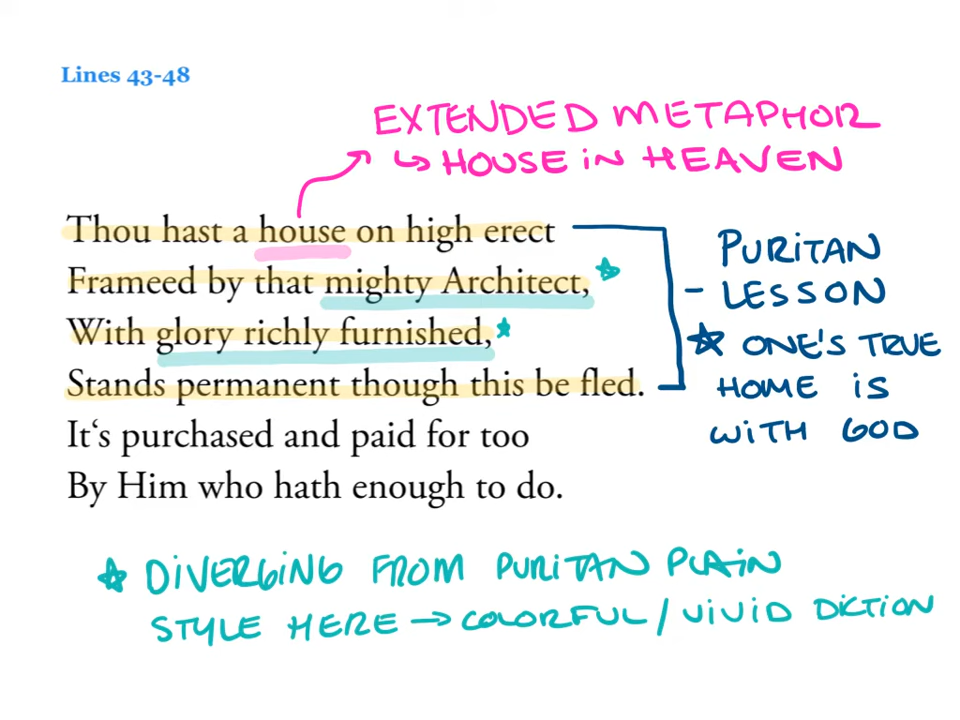 Lines 43-48
EXTENDED METAPHOR
↳ HOUSE IN HEAVEN
Thou hast a house on high erect
Frameed by that mighty Architect,
With glory richly furnished,
Stands permanent though this be fled.
It‘s purchased and paid for too
By Him who hath enough to do.
PURITAN
- LESSON
★ ONE'S TRUE
HOME IS
WITH GOD
★ DIVERGING FROM PURITAN PLAIN
STYLE HERE → COLORFUL / VIVID DICTION